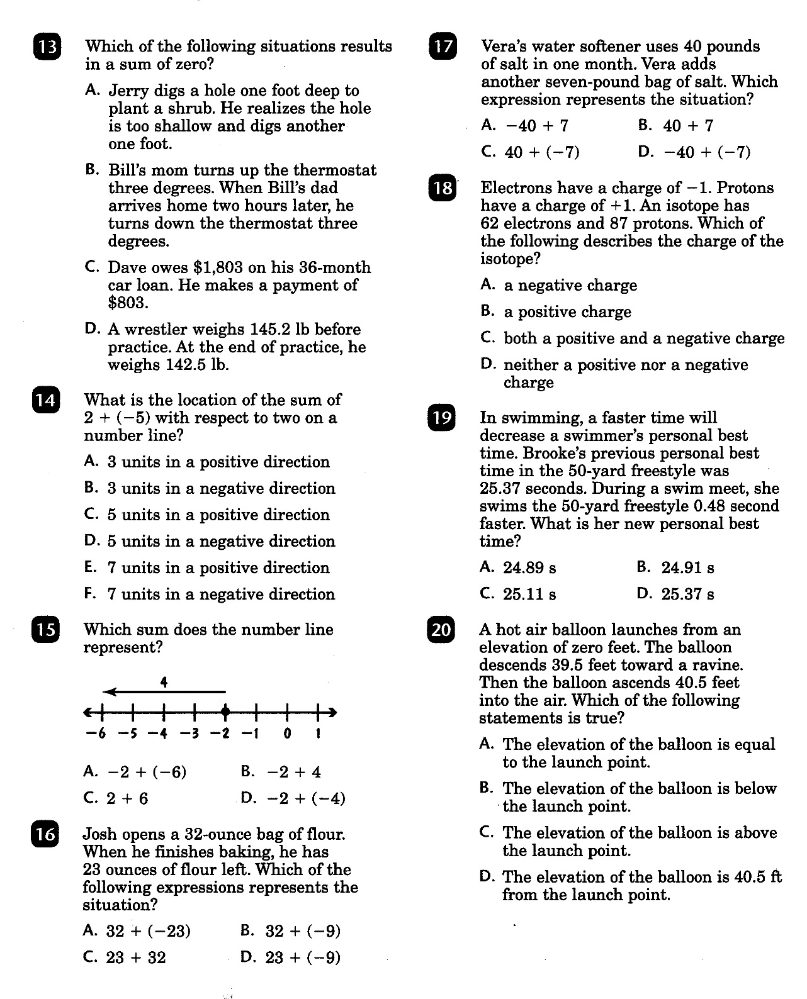 13 Which of the following situations results
in a sum of zero?
A. Jerry digs a hole one foot deep to
plant a shrub. He realizes the hole
is too shallow and digs another
one foot.
B. Bill's mom turns up the thermostat
three degrees. When Bill's dad
arrives home two hours later, he
turns down the thermostat three
degrees.
C. Dave owes $1,803 on his 36-month
car loan. He makes a payment of
$803.
D. A wrestler weighs 145.2 lb before
practice. At the end of practice, he
weighs 142.5 lb.
14 What is the location of the sum of
2 + (−5) with respect to two on a
number line?
A. 3 units in a positive direction
B. 3 units in a negative direction
C. 5 units in a positive direction
D. 5 units in a negative direction
E. 7 units in a positive direction
F. 7 units in a negative direction
15 Which sum does the number line
represent?
4
−6 −5 −4 −3 −2 −1 0 1
A. −2 + (−6) B. −2 + 4
C. 2 + 6 D. −2 + (−4)
16 Josh opens a 32-ounce bag of flour.
When he finishes baking, he has
23 ounces of flour left. Which of the
following expressions represents the
situation?
A. 32 + (−23) B. 32 + (−9)
C. 23 + 32 D. 23 + (−9)
17 Vera's water softener uses 40 pounds
of salt in one month. Vera adds
another seven-pound bag of salt. Which
expression represents the situation?
A. −40 + 7 B. 40 + 7
C. 40 + (−7) D. −40 + (−7)
18 Electrons have a charge of −1. Protons
have a charge of +1. An isotope has
62 electrons and 87 protons. Which of
the following describes the charge of the
isotope?
A. a negative charge
B. a positive charge
C. both a positive and a negative charge
D. neither a positive nor a negative
charge
19 In swimming, a faster time will
decrease a swimmer's personal best
time. Brooke's previous personal best
time in the 50-yard freestyle was
25.37 seconds. During a swim meet, she
swims the 50-yard freestyle 0.48 second
faster. What is her new personal best
time?
A. 24.89 s B. 24.91 s
C. 25.11 s D. 25.37 s
20 A hot air balloon launches from an
elevation of zero feet. The balloon
descends 39.5 feet toward a ravine.
Then the balloon ascends 40.5 feet
into the air. Which of the following
statements is true?
A. The elevation of the balloon is equal
to the launch point.
B. The elevation of the balloon is below
the launch point.
C. The elevation of the balloon is above
the launch point.
D. The elevation of the balloon is 40.5 ft
from the launch point.